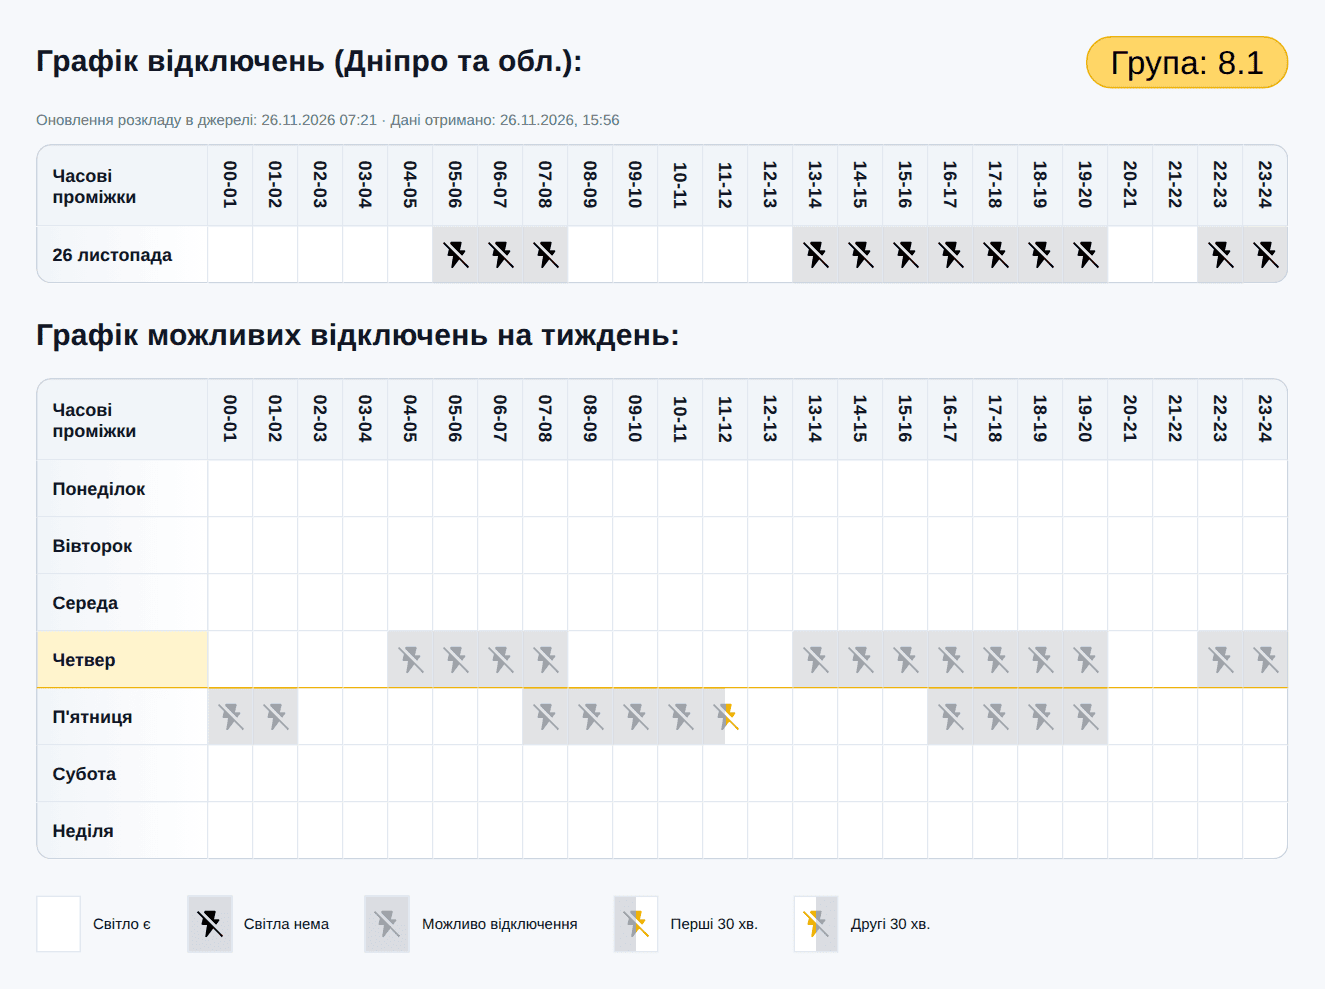 Графік відключень (Дніпро та обл.):
Група: 8.1
Оновлення розкладу в джерелі: 26.11.2026 07:21 · Дані отримано: 26.11.2026, 15:56
Часові проміжки 00-01 01-02 02-03 03-04 04-05 05-06 06-07 07-08 08-09 09-10 10-11 11-12 12-13 13-14 14-15 15-16 16-17 17-18 18-19 19-20 20-21 21-22 22-23 23-24
26 листопада
Графік можливих відключень на тиждень:
Часові проміжки 00-01 01-02 02-03 03-04 04-05 05-06 06-07 07-08 08-09 09-10 10-11 11-12 12-13 13-14 14-15 15-16 16-17 17-18 18-19 19-20 20-21 21-22 22-23 23-24
Понеділок
Вівторок
Середа
Четвер
П'ятниця
Субота
Неділя
Світло є Світла нема Можливо відключення Перші 30 хв. Другі 30 хв.